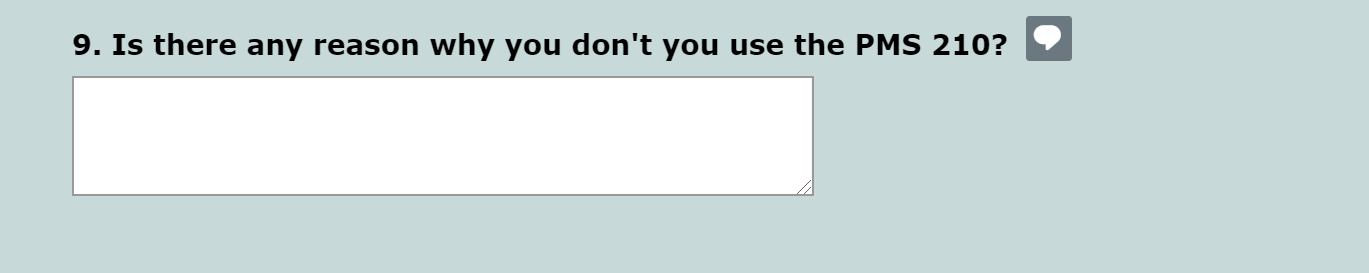 9. Is there any reason why you don't you use the PMS 210?